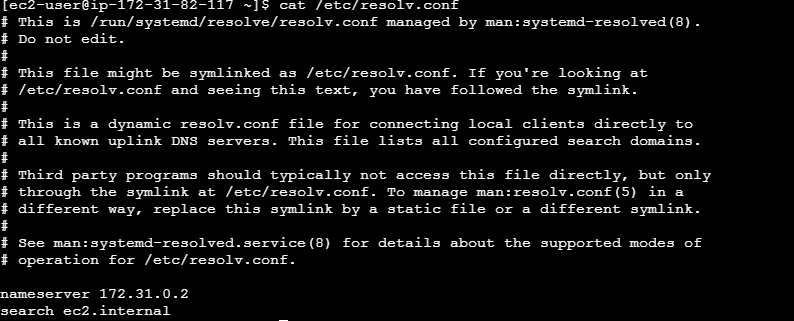 [ec2-user@ip-172-31-82-117 ~]$ cat /etc/resolv.conf
# This is /run/systemd/resolve/resolv.conf managed by man:systemd-resolved(8).
# Do not edit.
#
# This file might be symlinked as /etc/resolv.conf. If you're looking at
# /etc/resolv.conf and seeing this text, you have followed the symlink.
#
# This is a dynamic resolv.conf file for connecting local clients directly to
# all known uplink DNS servers. This file lists all configured search domains.
#
# Third party programs should typically not access this file directly, but only
# through the symlink at /etc/resolv.conf. To manage man:resolv.conf(5) in a
# different way, replace this symlink by a static file or a different symlink.
#
# See man:systemd-resolved.service(8) for details about the supported modes of
# operation for /etc/resolv.conf.

nameserver 172.31.0.2
search ec2.internal